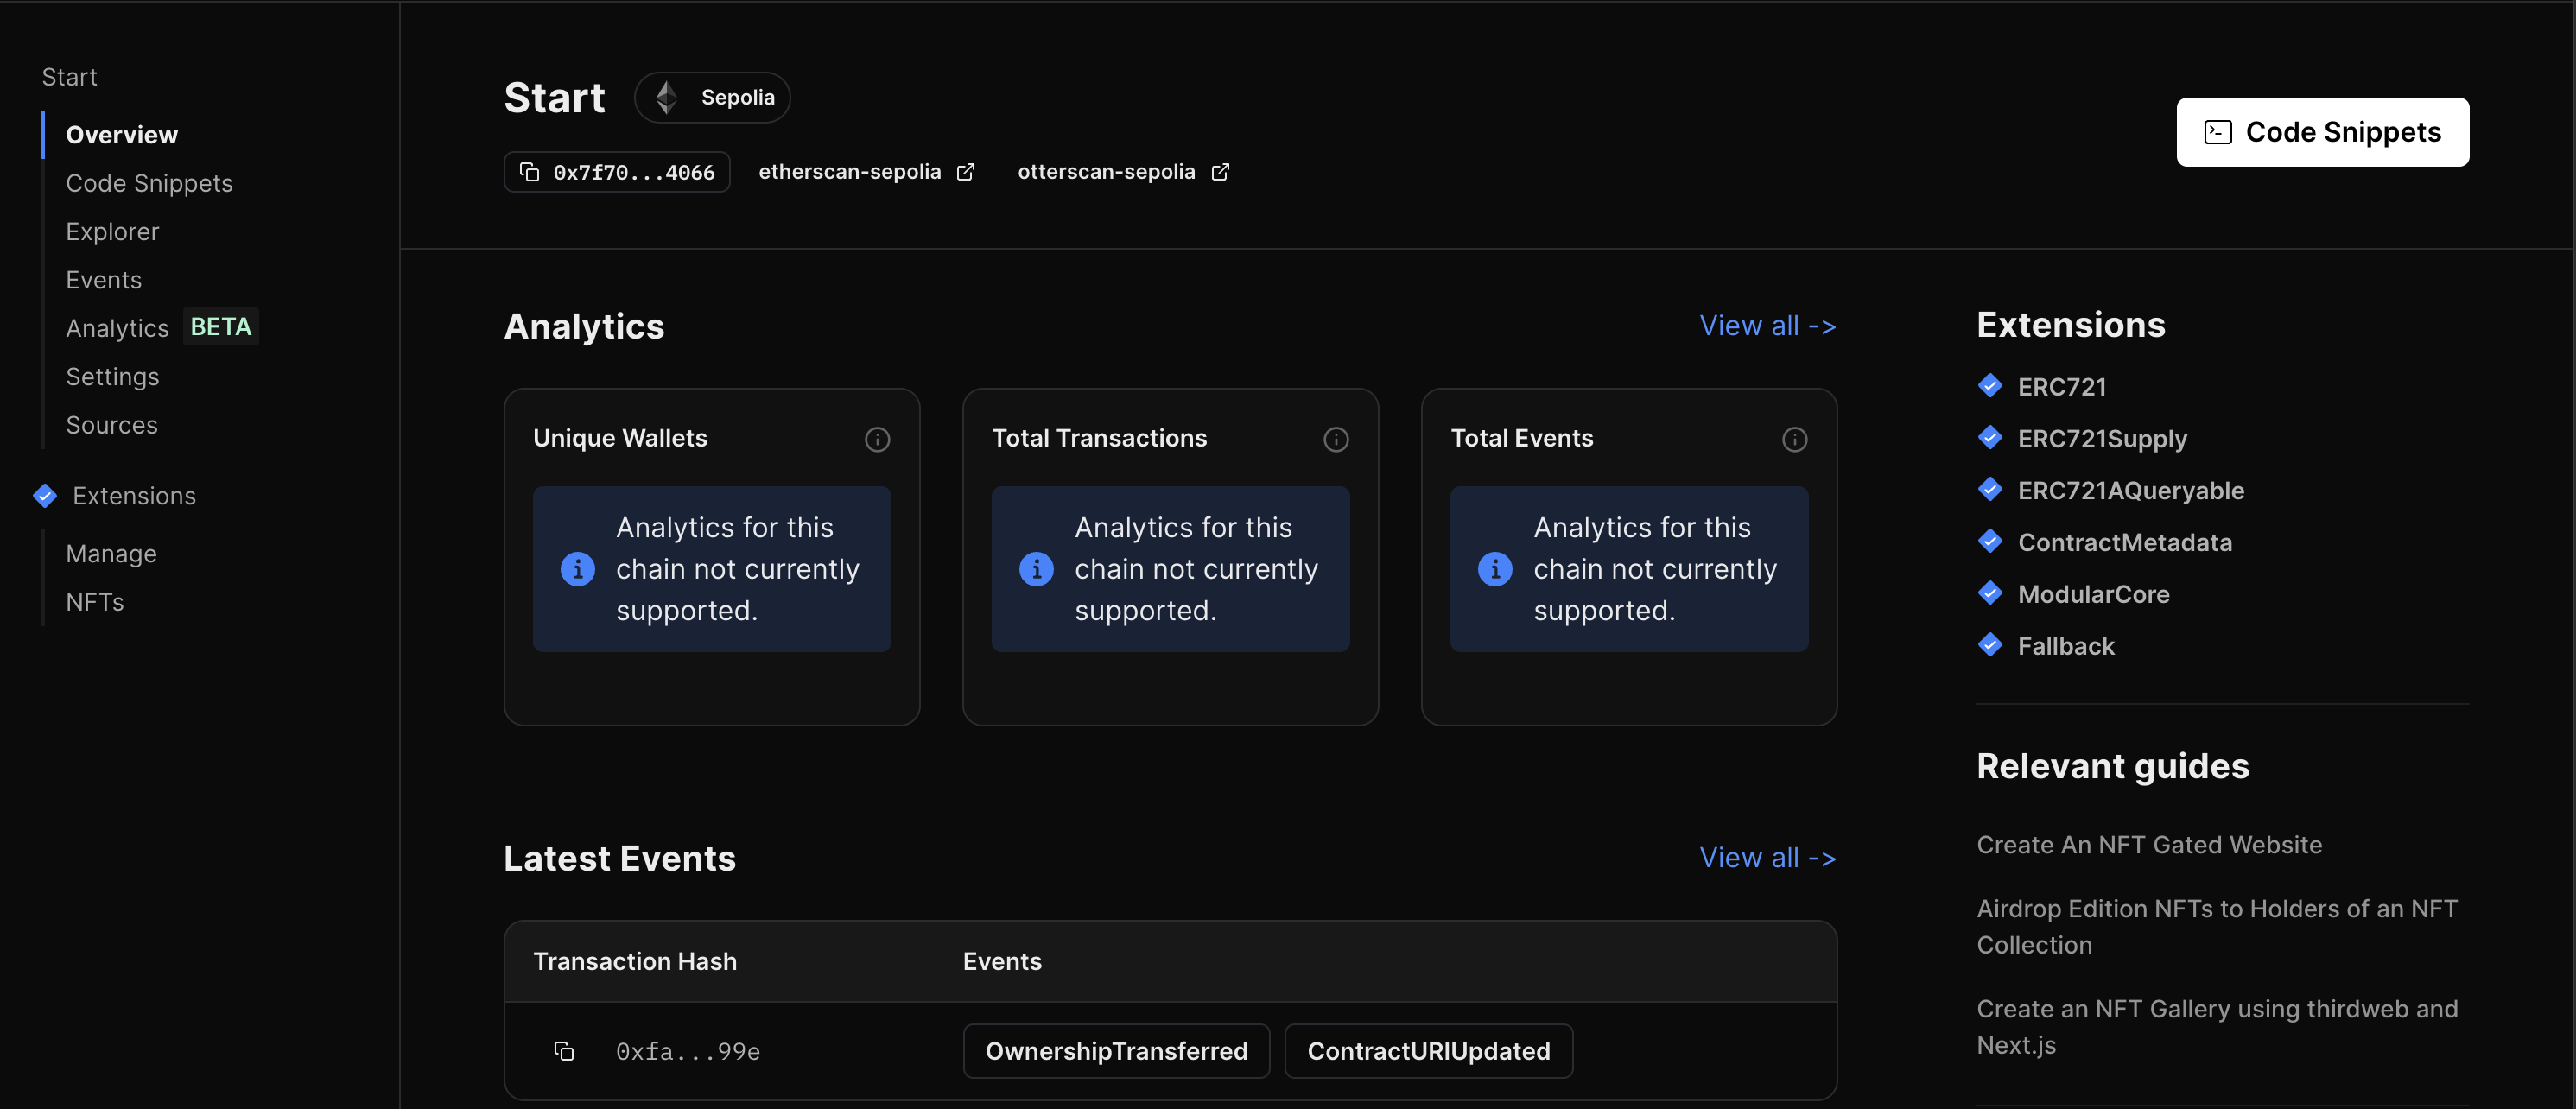 Start
Overview
Code Snippets
Explorer
Events
Analytics BETA
Settings
Sources
Extensions
Manage
NFTs
Start Sepolia
0x7f70...4066 etherscan-sepolia otterscan-sepolia
Code Snippets
Analytics View all ->
Unique Wallets
Analytics for this
chain not currently
supported.
Total Transactions
Analytics for this
chain not currently
supported.
Total Events
Analytics for this
chain not currently
supported.
Latest Events View all ->
Transaction Hash Events
0xfa...99e OwnershipTransferred ContractURIUpdated
Extensions
ERC721
ERC721Supply
ERC721AQueryable
ContractMetadata
ModularCore
Fallback
Relevant guides
Create An NFT Gated Website
Airdrop Edition NFTs to Holders of an NFT
Collection
Create an NFT Gallery using thirdweb and
Next.js